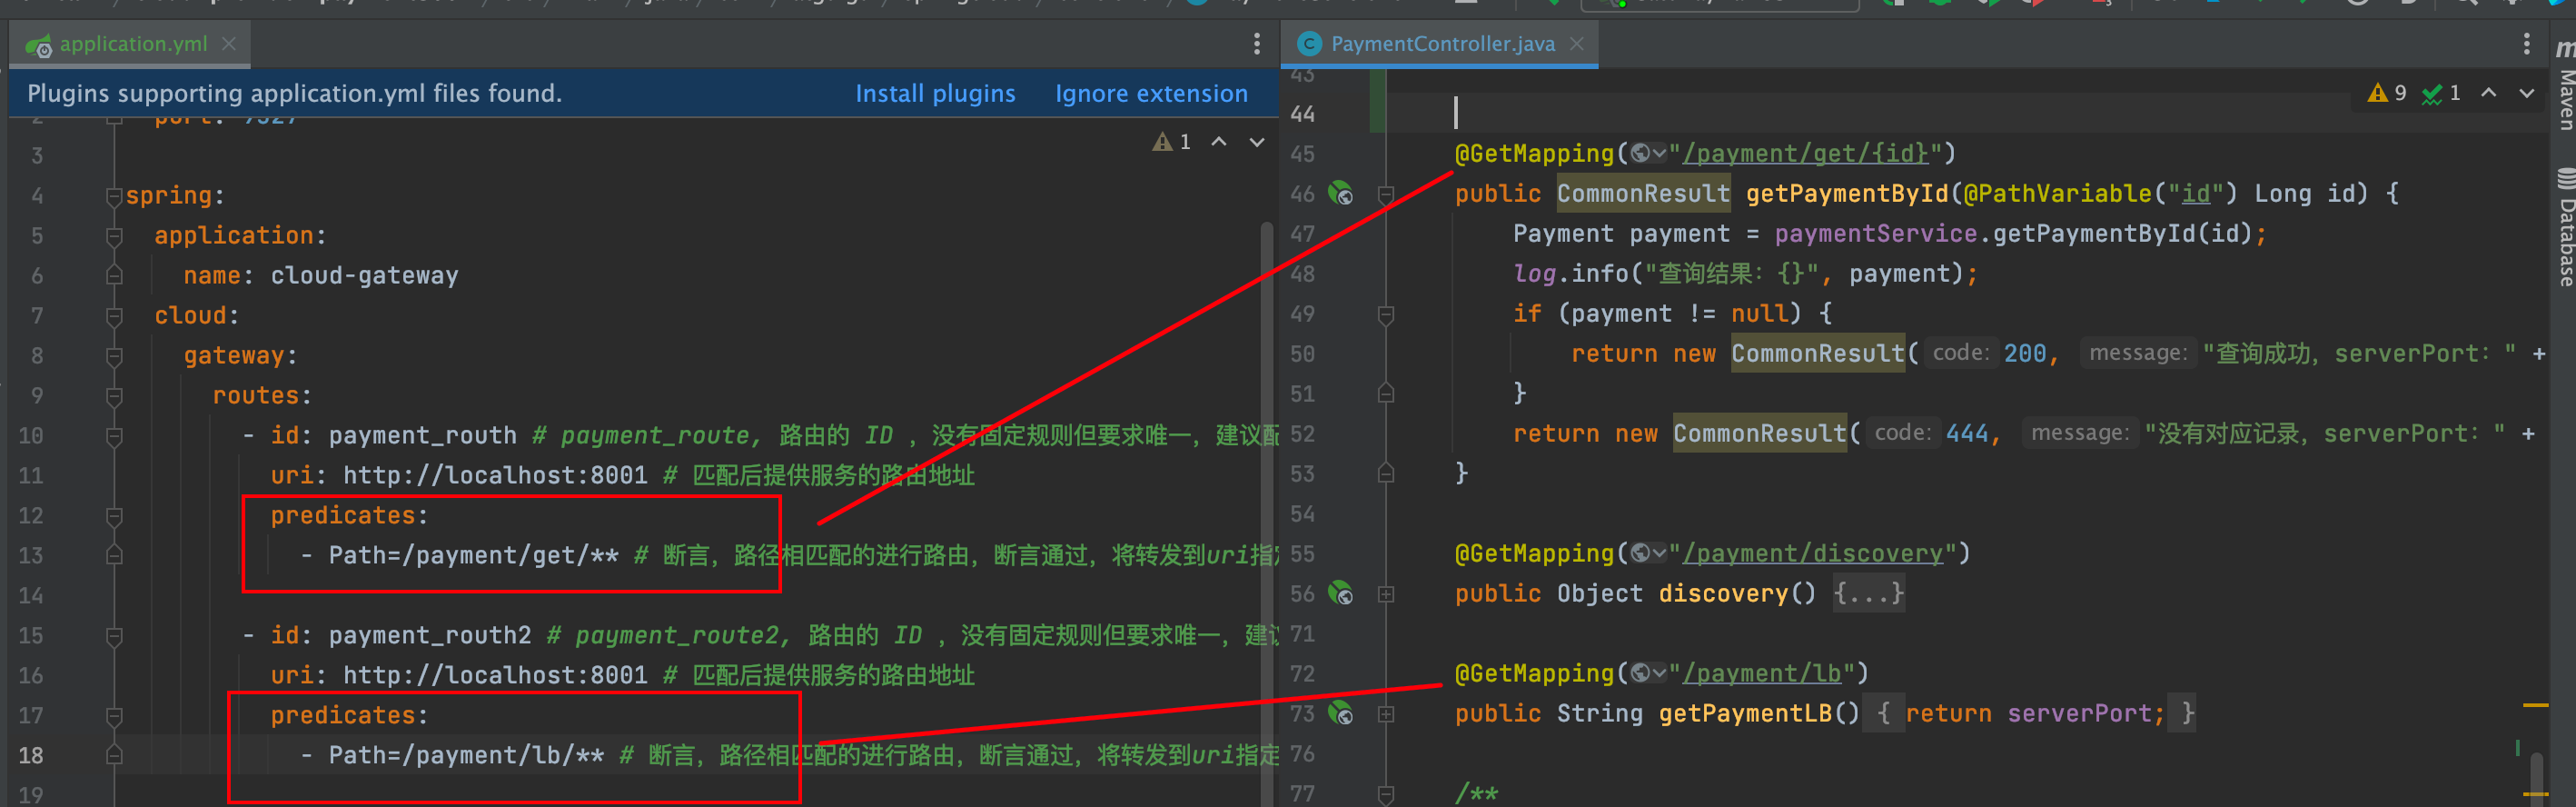 application.yml
Plugins supporting application.yml files found. Install plugins Ignore extension
1
2 port:
3
4 spring:
5 application:
6 name: cloud-gateway
7 cloud:
8 gateway:
9 routes:
10 - id: payment_routh # payment_route, 路由的 ID ，没有固定规则但要求唯一，建议配
11 uri: http://localhost:8001 # 匹配后提供服务的路由地址
12 predicates:
13 - Path=/payment/get/** # 断言，路径相匹配的进行路由，断言通过，将转发到uri指定
14
15 - id: payment_routh2 # payment_route2, 路由的 ID ，没有固定规则但要求唯一，建议
16 uri: http://localhost:8001 # 匹配后提供服务的路由地址
17 predicates:
18 - Path=/payment/lb/** # 断言，路径相匹配的进行路由，断言通过，将转发到uri指定
19
PaymentController.java
9 1
43
44
45 @GetMapping("/payment/get/{id}")
46 public CommonResult getPaymentById(@PathVariable("id") Long id) {
47 Payment payment = paymentService.getPaymentById(id);
48 log.info("查询结果：{}", payment);
49 if (payment != null) {
50 return new CommonResult( code: 200, message: "查询成功，serverPort：" +
51 }
52 return new CommonResult( code: 444, message: "没有对应记录，serverPort：" +
53 }
54
55 @GetMapping("/payment/discovery")
56 public Object discovery() {...}
71
72 @GetMapping("/payment/lb")
73 public String getPaymentLB() { return serverPort; }
76
77 /**
Maven
Database